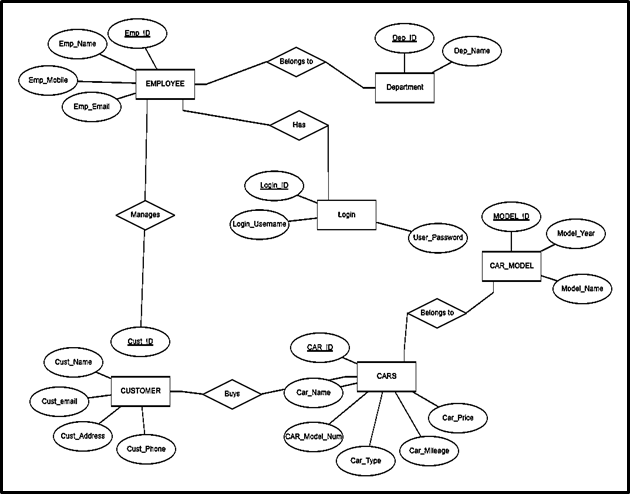 Emp_ID
Emp_Name
Emp_Mobile
Emp_Email
EMPLOYEE
Belongs to
Dep_ID
Dep_Name
Department
Has
Manages
Login_ID
Login_Username
Login
User_Password
MODEL_ID
Model_Year
CAR_MODEL
Model_Name
Belongs to
Cust_ID
Cust_Name
CUSTOMER
Cust_email
Cust_Address
Cust_Phone
Buys
CAR_ID
CARS
Car_Name
CAR_Model_Num
Car_Type
Car_Mileage
Car_Price